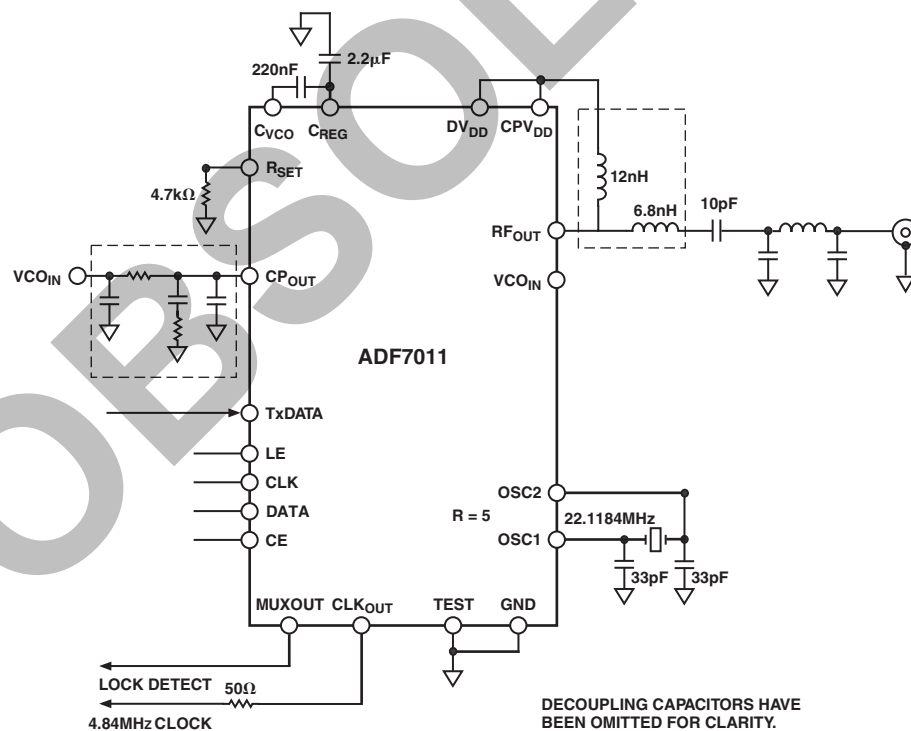 2.2μF
220nF
CVCO
CREG
DVDD
CPVDD
RSET
4.7kΩ
12nH
6.8nH
10pF
RFOUT
VCOIN
CPOUT
VCOIN
ADF7011
TxDATA
LE
CLK
DATA
CE
OSC2
R = 5
22.1184MHz
OSC1
33pF
33pF
MUXOUT
CLKOUT
TEST
GND
LOCK DETECT
50Ω
4.84MHz CLOCK
DECOUPLING CAPACITORS HAVE
BEEN OMITTED FOR CLARITY.
OBSOL